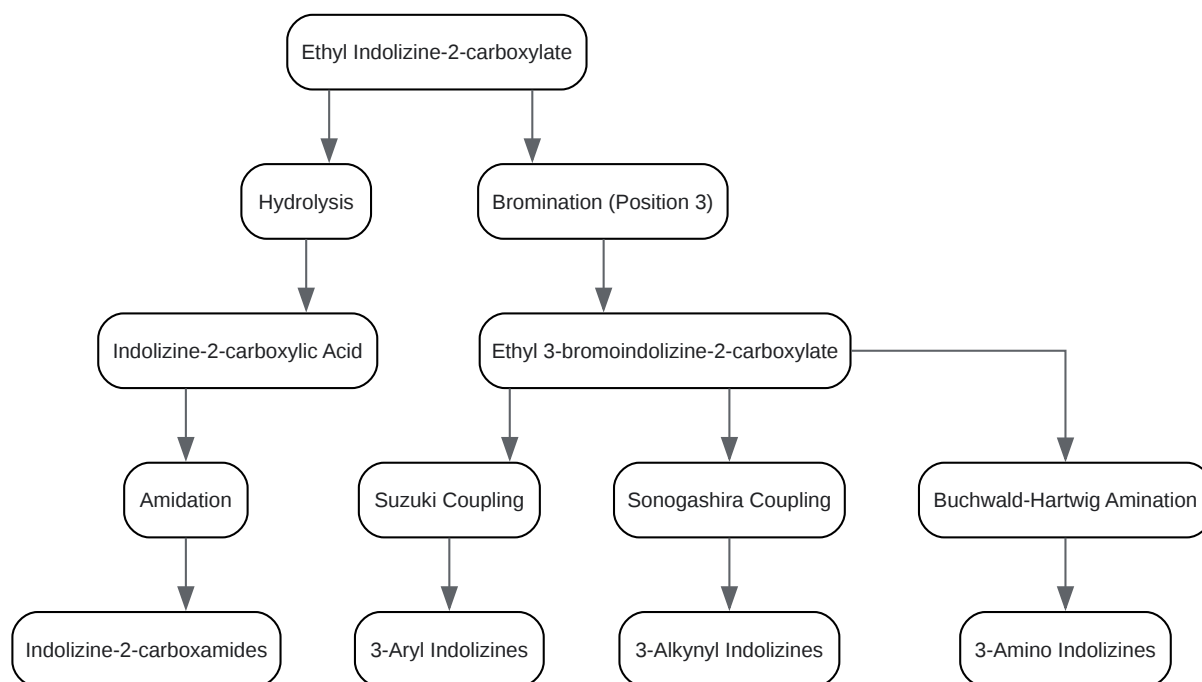 Ethyl Indolizine-2-carboxylate
Hydrolysis
Bromination (Position 3)
Indolizine-2-carboxylic Acid
Ethyl 3-bromoindolizine-2-carboxylate
Amidation
Suzuki Coupling
Sonogashira Coupling
Buchwald-Hartwig Amination
Indolizine-2-carboxamides
3-Aryl Indolizines
3-Alkynyl Indolizines
3-Amino Indolizines